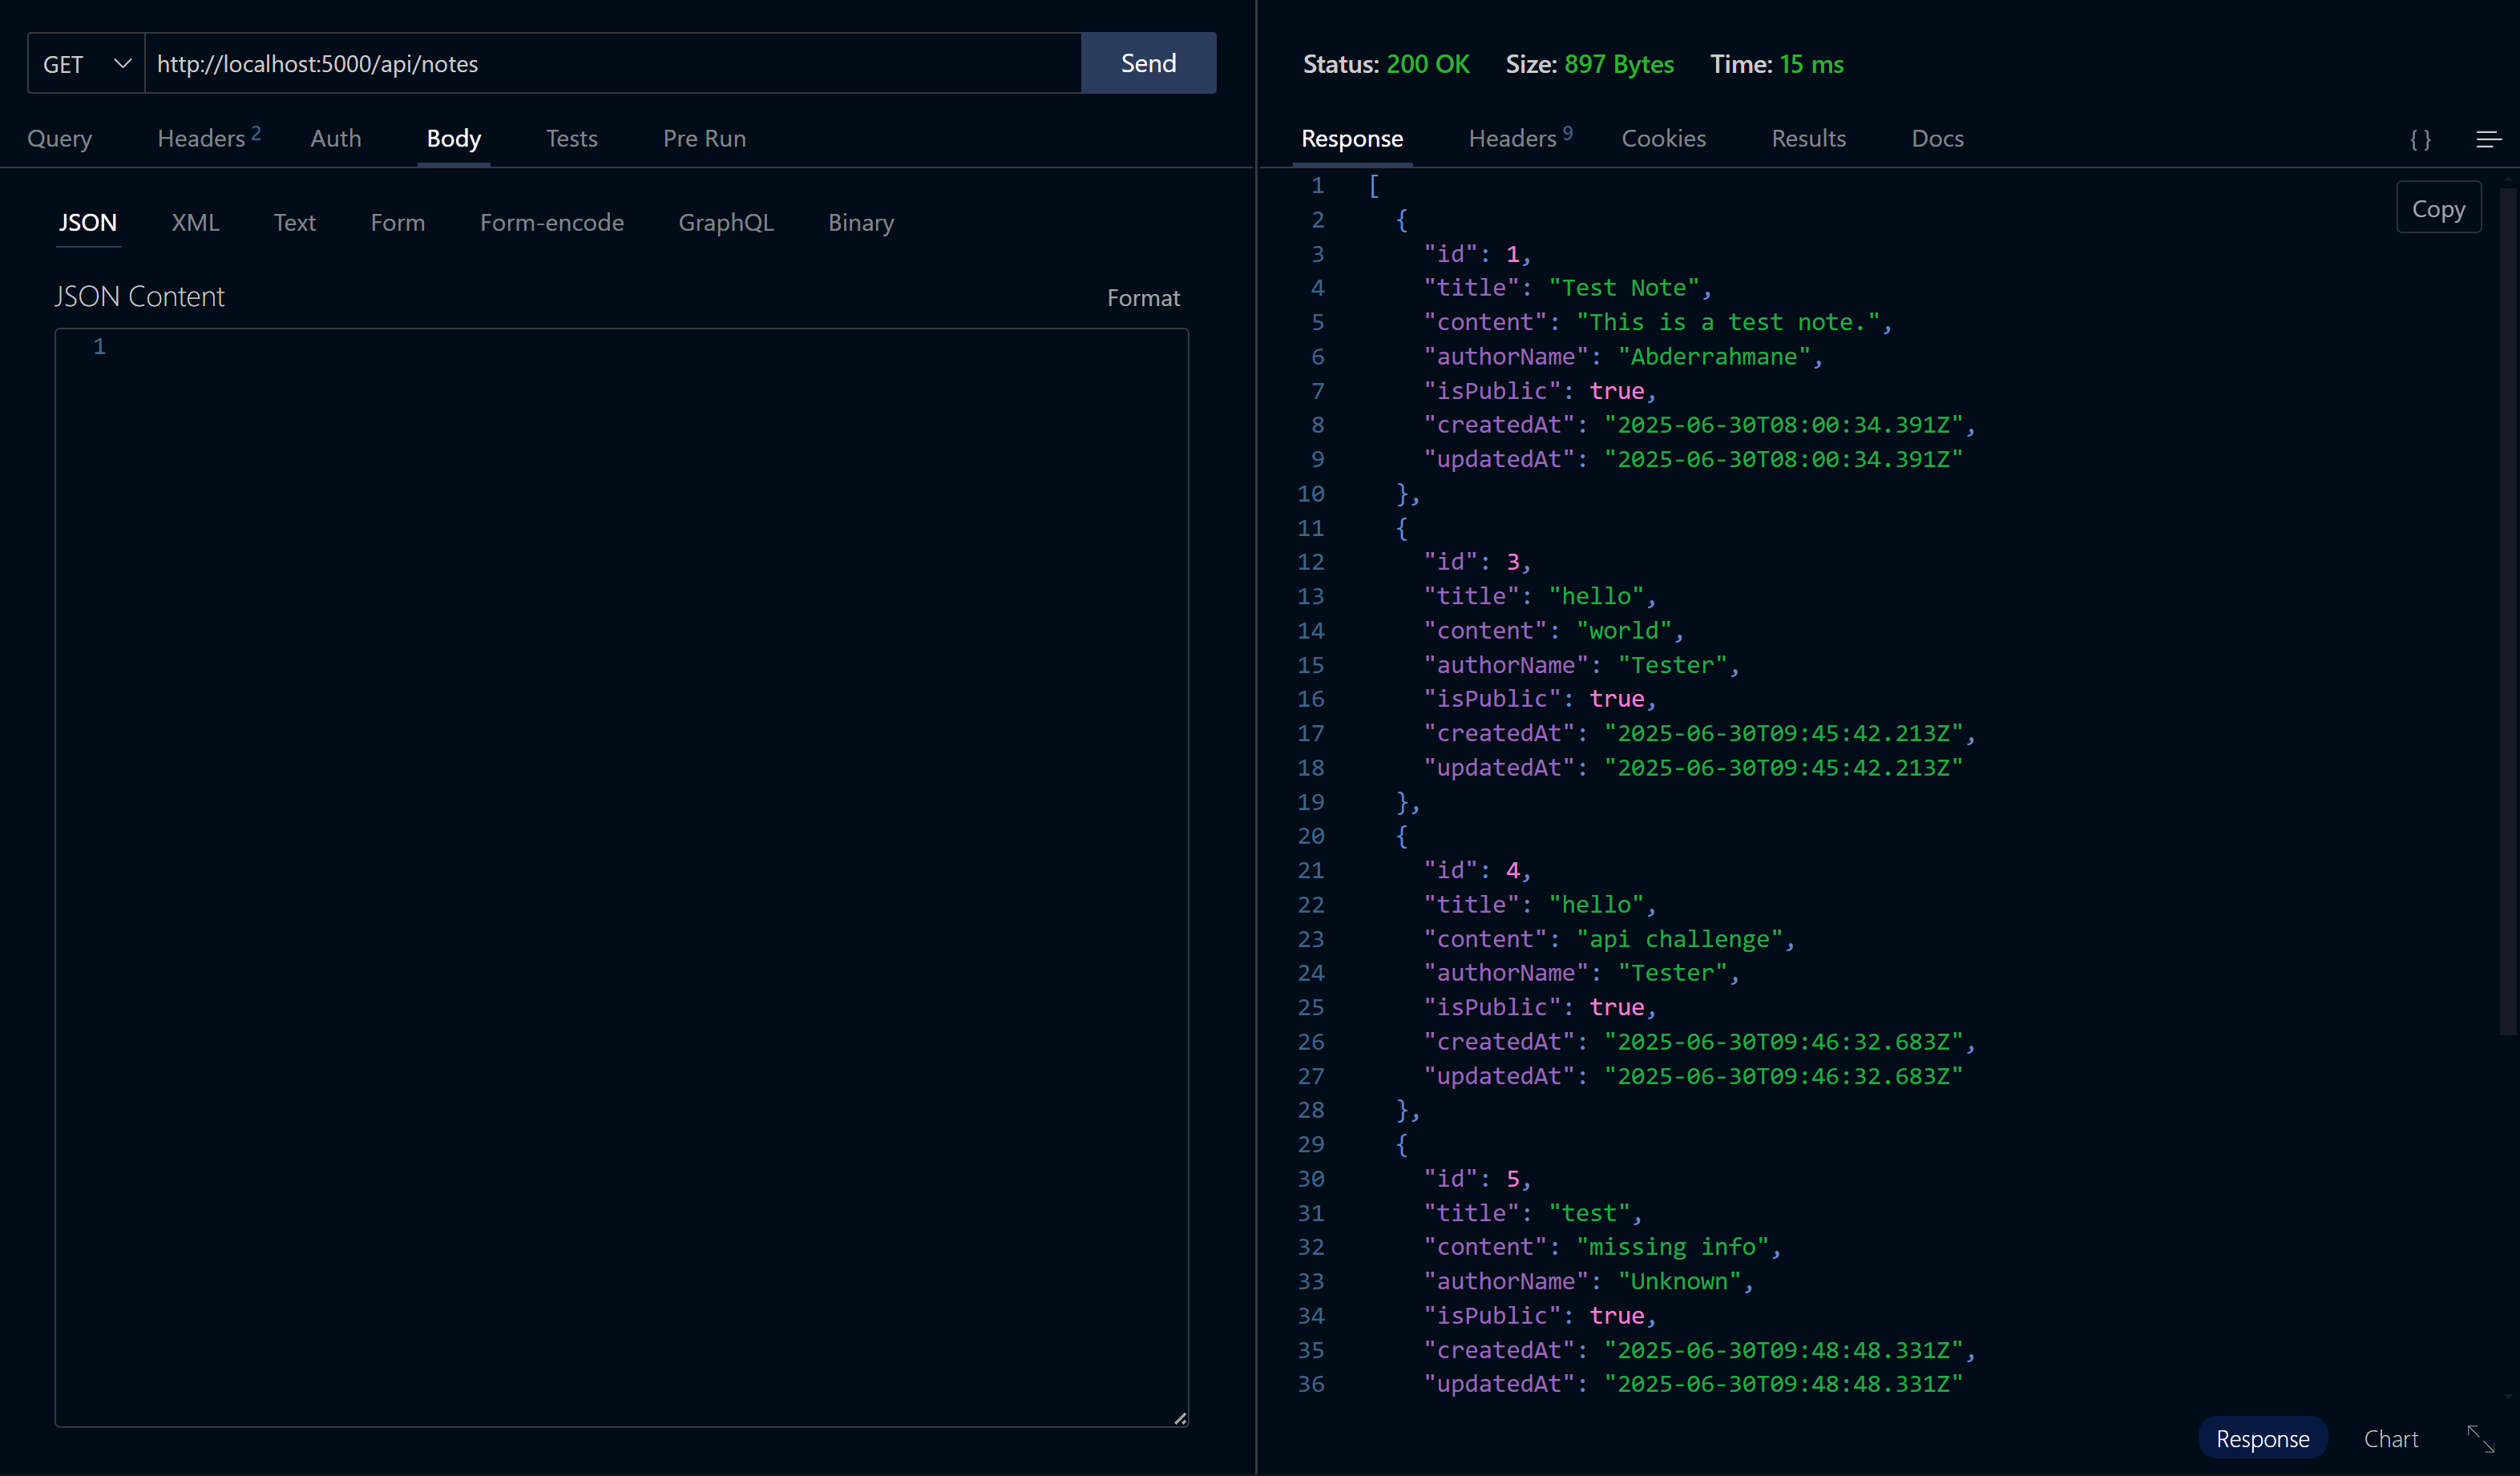 GET http://localhost:5000/api/notes Send
Query Headers 2 Auth Body Tests Pre Run
JSON XML Text Form Form-encode GraphQL Binary
JSON Content Format
1
Status: 200 OK Size: 897 Bytes Time: 15 ms
Response Headers 9 Cookies Results Docs {} 
Copy
1 [
2 {
3 "id": 1,
4 "title": "Test Note",
5 "content": "This is a test note.",
6 "authorName": "Abderrahmane",
7 "isPublic": true,
8 "createdAt": "2025-06-30T08:00:34.391Z",
9 "updatedAt": "2025-06-30T08:00:34.391Z"
10 },
11 {
12 "id": 3,
13 "title": "hello",
14 "content": "world",
15 "authorName": "Tester",
16 "isPublic": true,
17 "createdAt": "2025-06-30T09:45:42.213Z",
18 "updatedAt": "2025-06-30T09:45:42.213Z"
19 },
20 {
21 "id": 4,
22 "title": "hello",
23 "content": "api challenge",
24 "authorName": "Tester",
25 "isPublic": true,
26 "createdAt": "2025-06-30T09:46:32.683Z",
27 "updatedAt": "2025-06-30T09:46:32.683Z"
28 },
29 {
30 "id": 5,
31 "title": "test",
32 "content": "missing info",
33 "authorName": "Unknown",
34 "isPublic": true,
35 "createdAt": "2025-06-30T09:48:48.331Z",
36 "updatedAt": "2025-06-30T09:48:48.331Z"
Response Chart